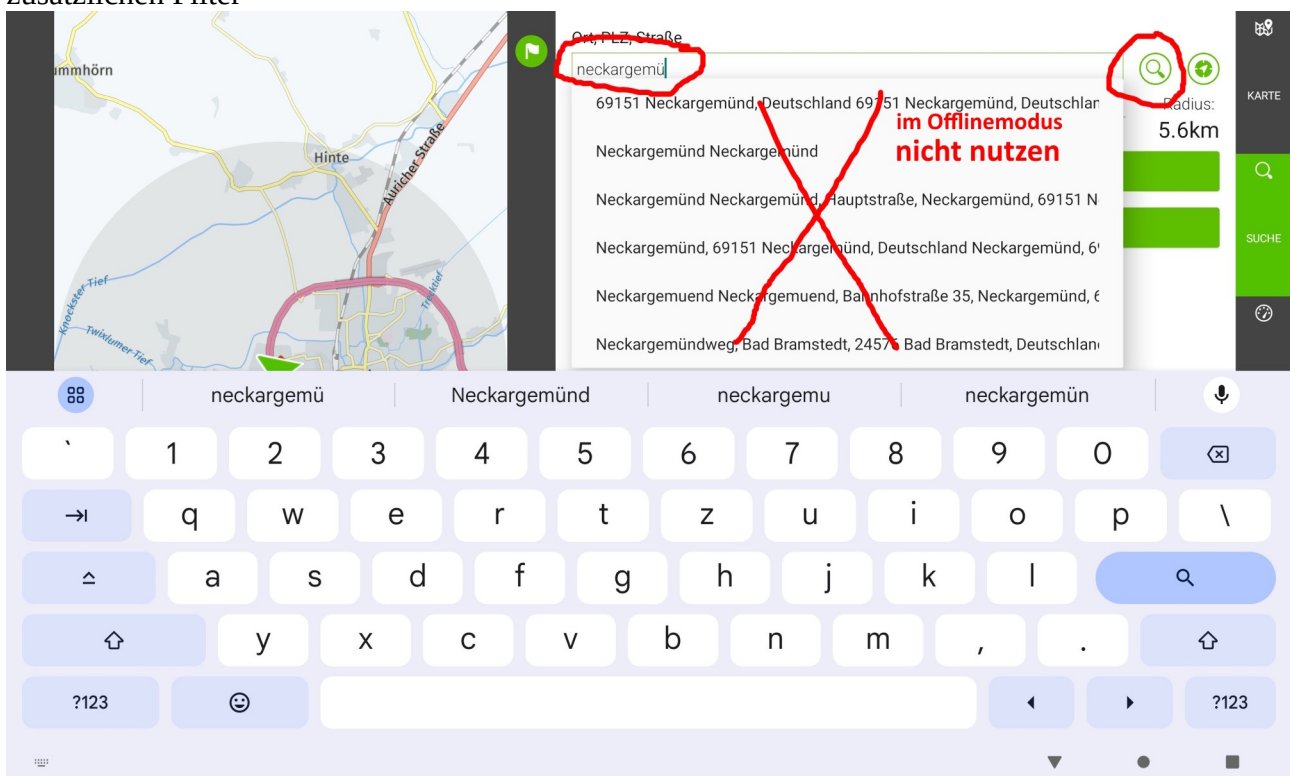 zusätzlichen Filter
Ort, PLZ, Straße
neckargemü
69151 Neckargemünd, Deutschland 69151 Neckargemünd, Deutschlan
im Offlinemodus
nicht nutzen
Radius:
5.6km
KARTE
SUCHE
Neckargemünd Neckargemünd
Neckargemünd Neckargemünd, Hauptstraße, Neckargemünd, 69151 N
Neckargemünd, 69151 Neckargemünd, Deutschland Neckargemünd, 6
Neckargemuend Neckargemuend, Bahnhofstraße 35, Neckargemünd, 6
Neckargemündweg, Bad Bramstedt, 24576 Bad Bramstedt, Deutschlan
mmhörn
Hinte
Auricher Straße
Knockster Tief
Twixlumer Tief
Trecktief
neckargemü Neckargemünd neckargemu neckargemün
` 1 2 3 4 5 6 7 8 9 0
q w e r t z u i o p \
a s d f g h j k l
y x c v b n m , .
?123 ?123